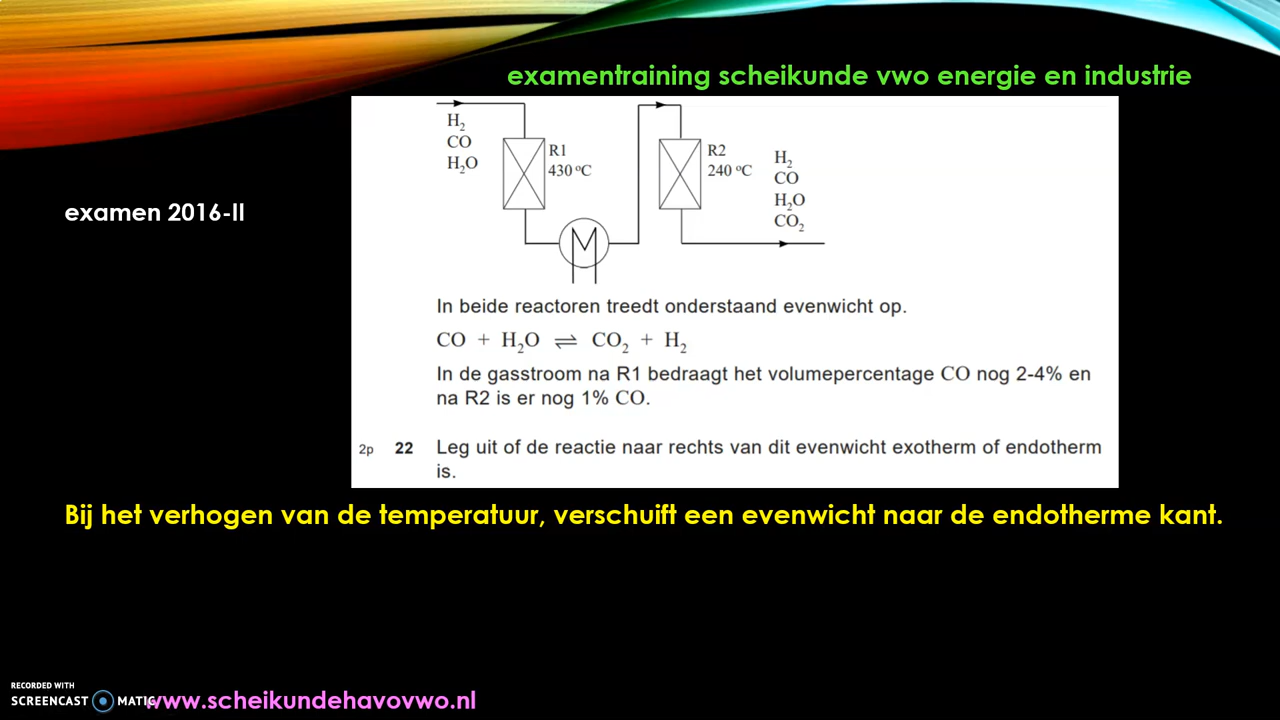 examentraining scheikunde vwo energie en industrie
H₂
CO
H₂O
R1
430 °C
R2
240 °C
H₂
CO
H₂O
CO₂
examen 2016-II
In beide reactoren treedt onderstaand evenwicht op.
CO + H₂O ⇌ CO₂ + H₂
In de gasstroom na R1 bedraagt het volumepercentage CO nog 2-4% en
na R2 is er nog 1% CO.
2p 22 Leg uit of de reactie naar rechts van dit evenwicht exotherm of endotherm
is.
Bij het verhogen van de temperatuur, verschuift een evenwicht naar de endotherme kant.
RECORDED WITH
SCREENCAST MATIC
www.scheikundehavovwo.nl